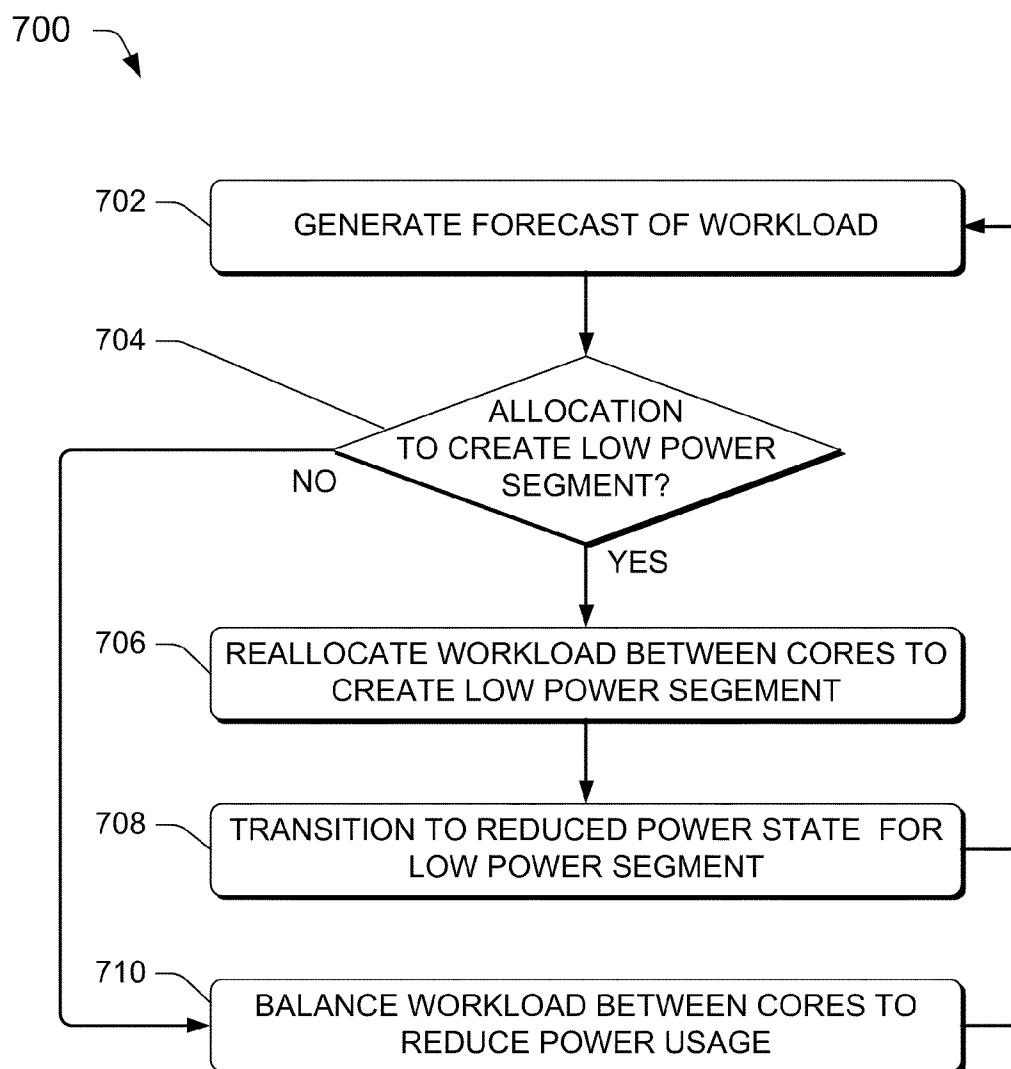 700
702
GENERATE FORECAST OF WORKLOAD
704
ALLOCATION
TO CREATE LOW POWER
SEGMENT?
NO
YES
706
REALLOCATE WORKLOAD BETWEEN CORES TO
CREATE LOW POWER SEGEMENT
708
TRANSITION TO REDUCED POWER STATE FOR
LOW POWER SEGMENT
710
BALANCE WORKLOAD BETWEEN CORES TO
REDUCE POWER USAGE